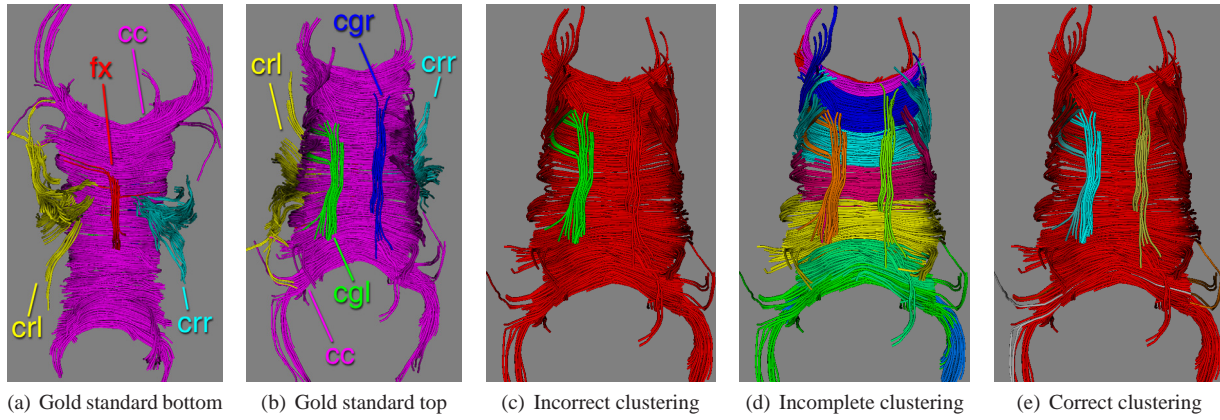 cc
fx
crl
crr
cgr
crl
crr
cgl
cc
(a) Gold standard bottom
(b) Gold standard top
(c) Incorrect clustering
(d) Incomplete clustering
(e) Correct clustering